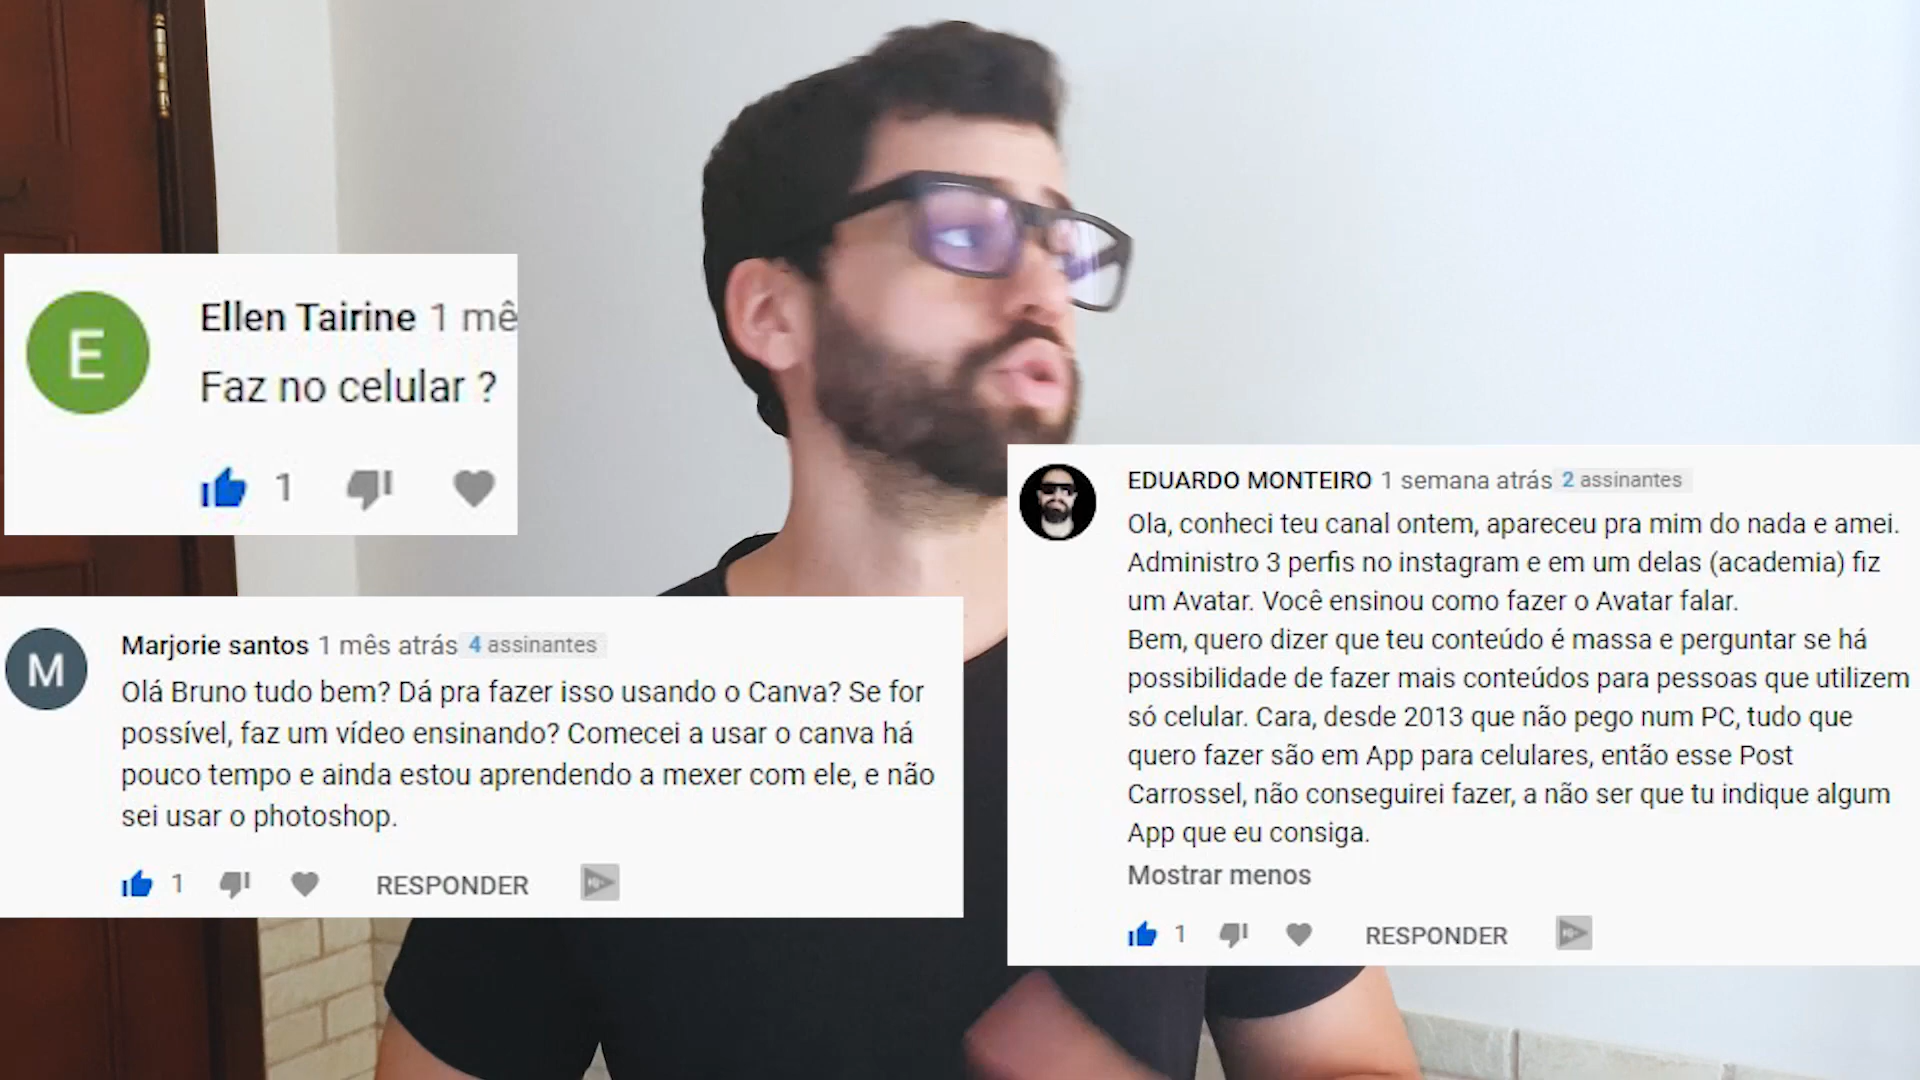 E
Ellen Tairine 1 mê
Faz no celular ?
1
M
Marjorie santos 1 mês atrás 4 assinantes
Olá Bruno tudo bem? Dá pra fazer isso usando o Canva? Se for
possível, faz um vídeo ensinando? Comecei a usar o canva há
pouco tempo e ainda estou aprendendo a mexer com ele, e não
sei usar o photoshop.
1 RESPONDER
EDUARDO MONTEIRO 1 semana atrás 2 assinantes
Ola, conheci teu canal ontem, apareceu pra mim do nada e amei.
Administro 3 perfis no instagram e em um delas (academia) fiz
um Avatar. Você ensinou como fazer o Avatar falar.
Bem, quero dizer que teu conteúdo é massa e perguntar se há
possibilidade de fazer mais conteúdos para pessoas que utilizem
só celular. Cara, desde 2013 que não pego num PC, tudo que
quero fazer são em App para celulares, então esse Post
Carrossel, não conseguirei fazer, a não ser que tu indique algum
App que eu consiga.
Mostrar menos
1 RESPONDER